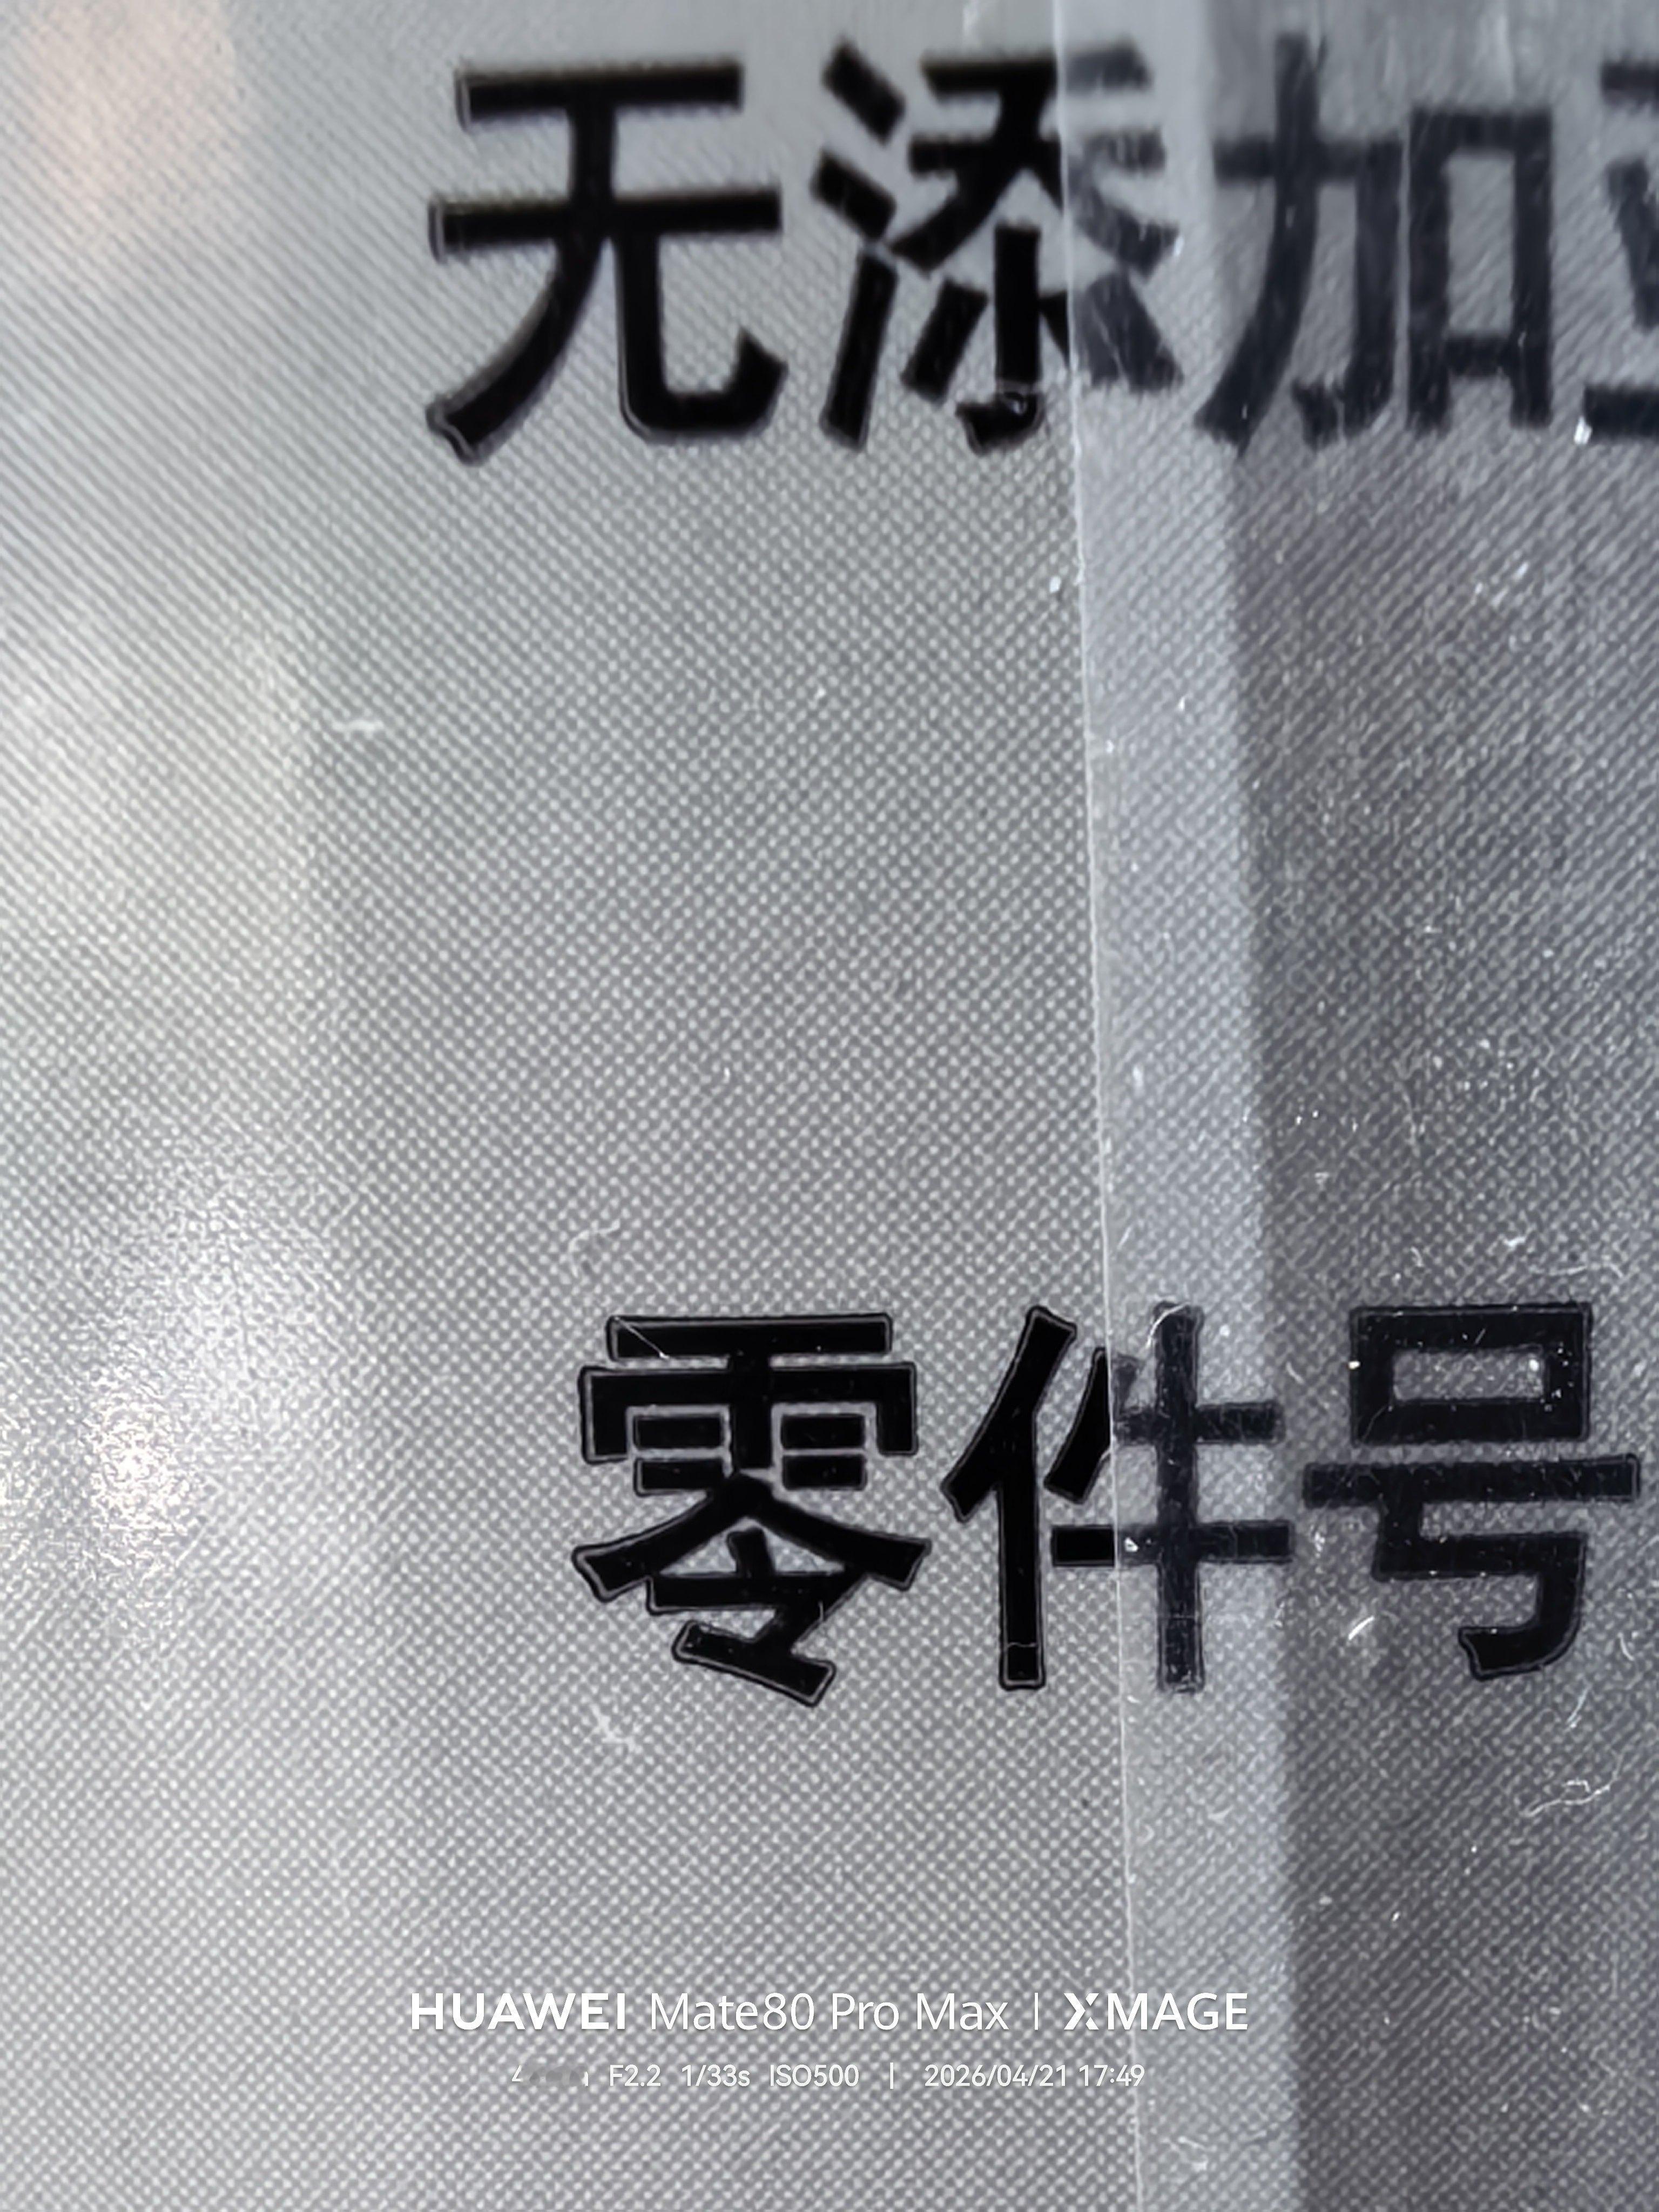 无添加
零件号
HUAWEI Mate80 Pro Max | XMAGE
F2.2 1/33s ISO500 | 2026/04/21 17:49